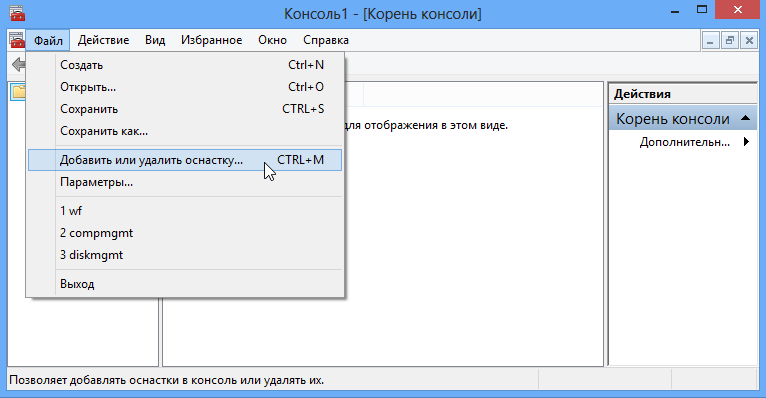 Консоль1 - [Корень консоли]
Файл Действие Вид Избранное Окно Справка
Создать Ctrl+N
Открыть... Ctrl+O
Сохранить CTRL+S
Сохранить как...
Добавить или удалить оснастку... CTRL+M
Параметры...
1 wf
2 compmgmt
3 diskmgmt
Выход
для отображения в этом виде.
Действия
Корень консоли
Дополнительн...
Позволяет добавлять оснастки в консоль или удалять их.